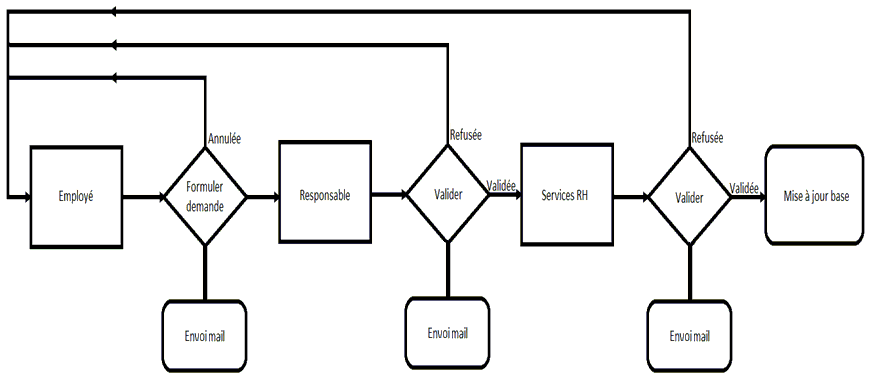 Annulée
Refusée
Refusée
Employé
Formuler
demande
Responsable
Valider
Validée
Services RH
Valider
Validée
Mise à jour base
Envoi mail
Envoi mail
Envoi mail